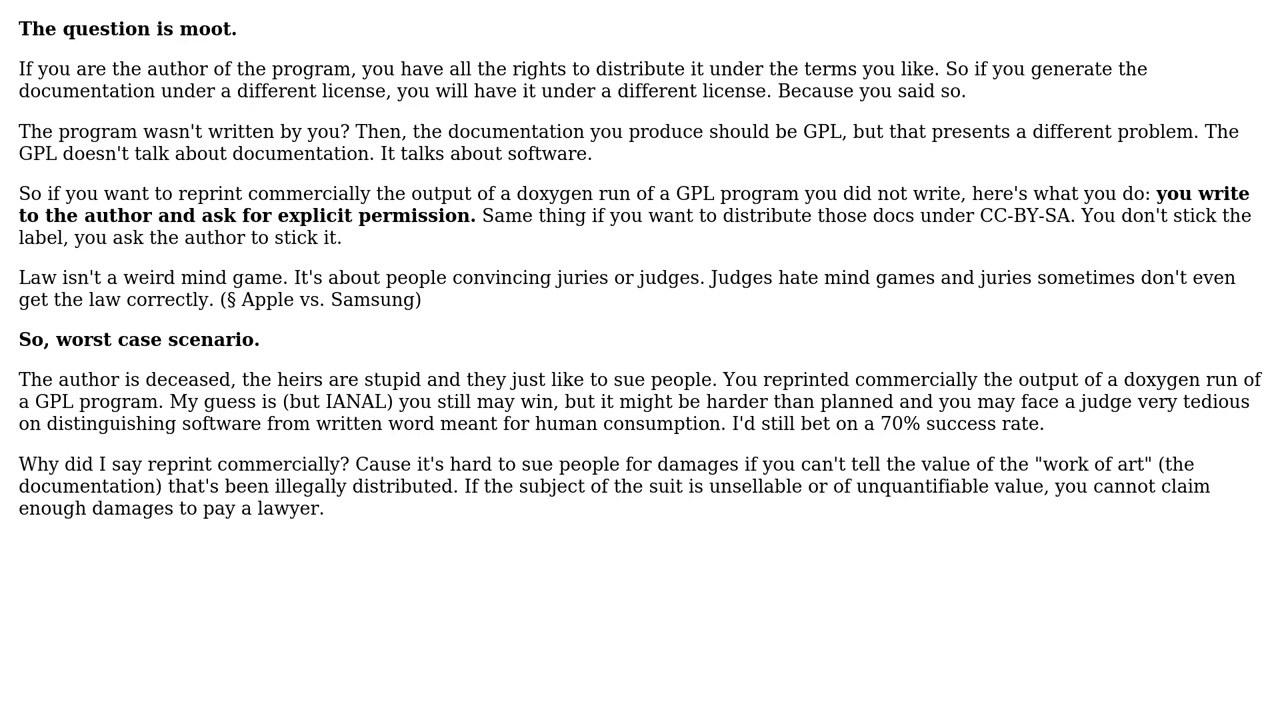 The question is moot.
If you are the author of the program, you have all the rights to distribute it under the terms you like. So if you generate the
documentation under a different license, you will have it under a different license. Because you said so.
The program wasn't written by you? Then, the documentation you produce should be GPL, but that presents a different problem. The
GPL doesn't talk about documentation. It talks about software.
So if you want to reprint commercially the output of a doxygen run of a GPL program you did not write, here's what you do: you write
to the author and ask for explicit permission. Same thing if you want to distribute those docs under CC-BY-SA. You don't stick the
label, you ask the author to stick it.
Law isn't a weird mind game. It's about people convincing juries or judges. Judges hate mind games and juries sometimes don't even
get the law correctly. (§ Apple vs. Samsung)
So, worst case scenario.
The author is deceased, the heirs are stupid and they just like to sue people. You reprinted commercially the output of a doxygen run of
a GPL program. My guess is (but IANAL) you still may win, but it might be harder than planned and you may face a judge very tedious
on distinguishing software from written word meant for human consumption. I'd still bet on a 70% success rate.
Why did I say reprint commercially? Cause it's hard to sue people for damages if you can't tell the value of the "work of art" (the
documentation) that's been illegally distributed. If the subject of the suit is unsellable or of unquantifiable value, you cannot claim
enough damages to pay a lawyer.